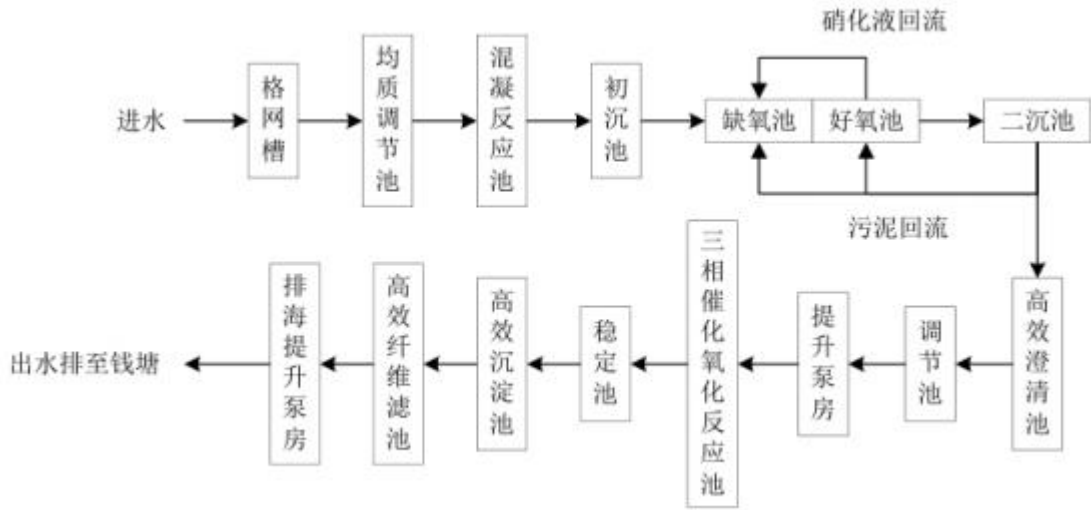 硝化液回流
进水
格网槽
均质调节池
混凝反应池
初沉池
缺氧池
好氧池
二沉池
污泥回流
出水排至钱塘
排海提升泵房
高效纤维滤池
高效沉淀池
稳定池
三相催化氧化反应池
提升泵房
调节池
高效澄清池